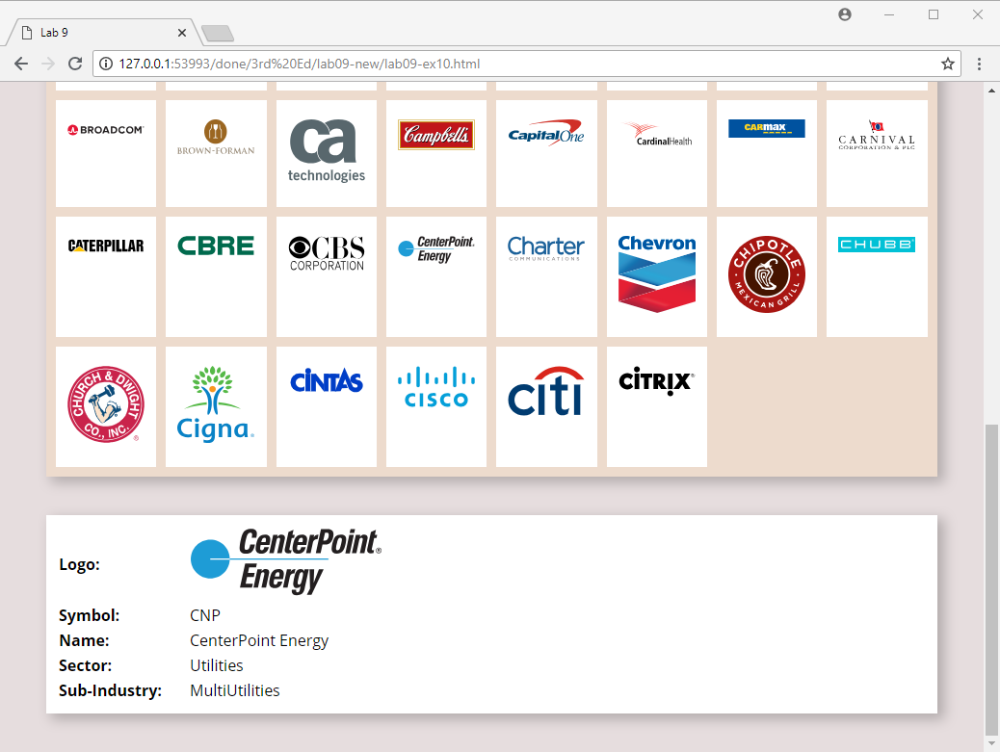 Lab 9
127.0.0.1:53993/done/3rd%20Ed/lab09-new/lab09-ex10.html
BROADCOM
BROWN-FORMAN
ca
technologies
Campbell's
Capital One
CardinalHealth
CARMAX
CARNIVAL
CORPORATION & PLC
CATERPILLAR
CBRE
CBS
CORPORATION
CenterPoint.
Energy
Charter
COMMUNICATIONS
Chevron
CHIPOTLE
MEXICAN GRILL
CHUBB
CHURCH & DWIGHT
CO., INC.
Cigna
CINTAS
CISCO
citi
CITRIX
Logo:
CenterPoint.
Energy
Symbol: CNP
Name: CenterPoint Energy
Sector: Utilities
Sub-Industry: MultiUtilities